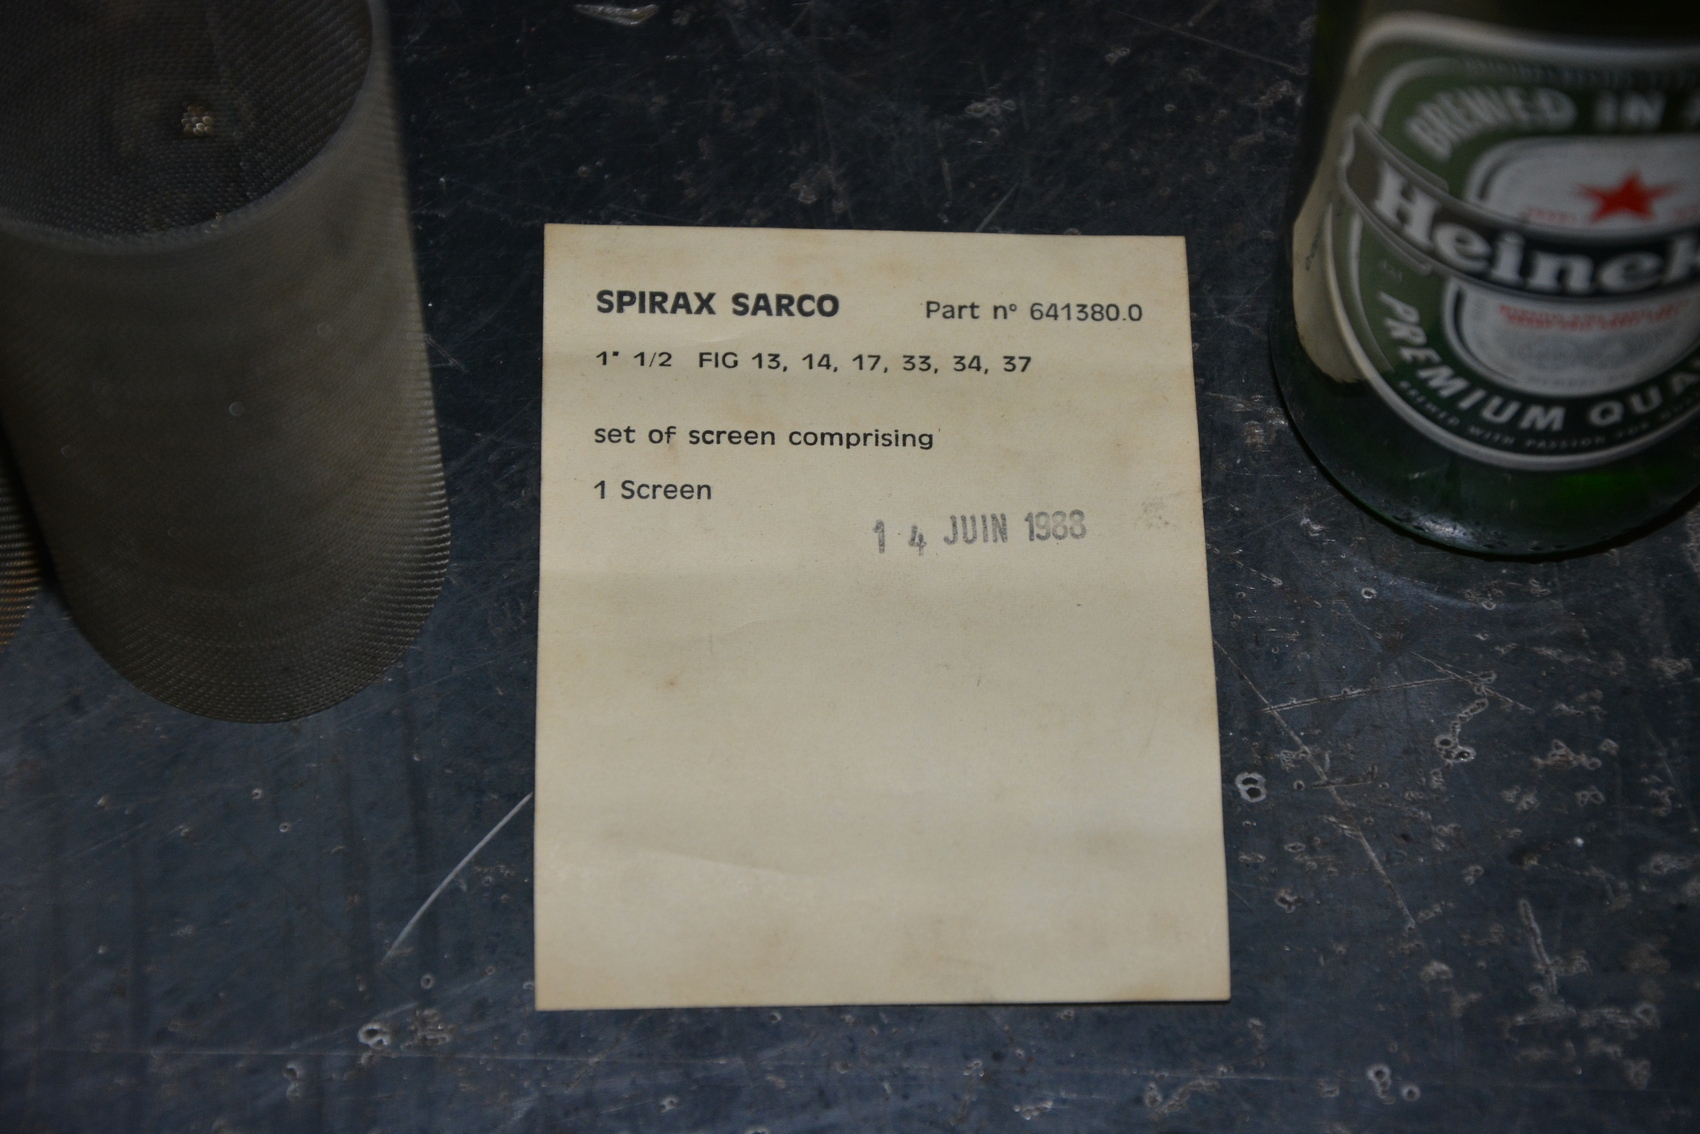 SPIRAX SARCO Part n° 641380.0
1" 1/2 FIG 13, 14, 17, 33, 34, 37
set of screen comprising
1 Screen
14 JUIN 1988
BREWED IN
Heinek
PREMIUM QUA